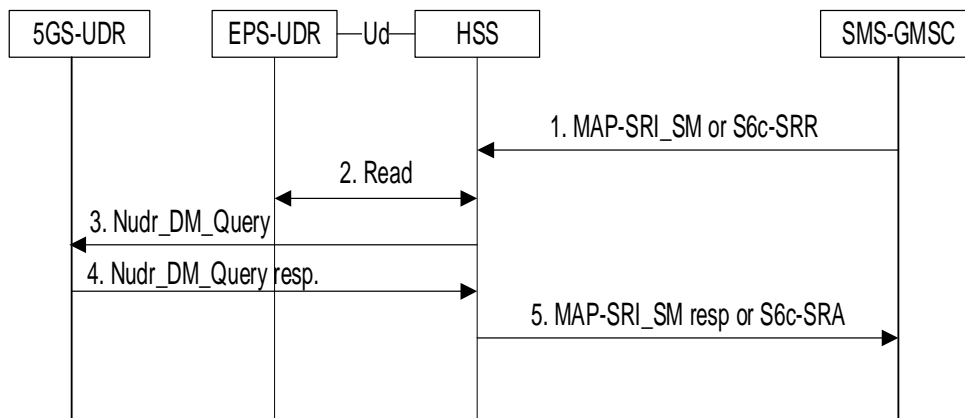 5GS-UDR
EPS-UDR
Ud
HSS
SMS-GMSC
1. MAP-SRI_SM or S6c-SRR
2. Read
3. Nudr_DM_Query
4. Nudr_DM_Query resp.
5. MAP-SRI_SM resp or S6c-SRA